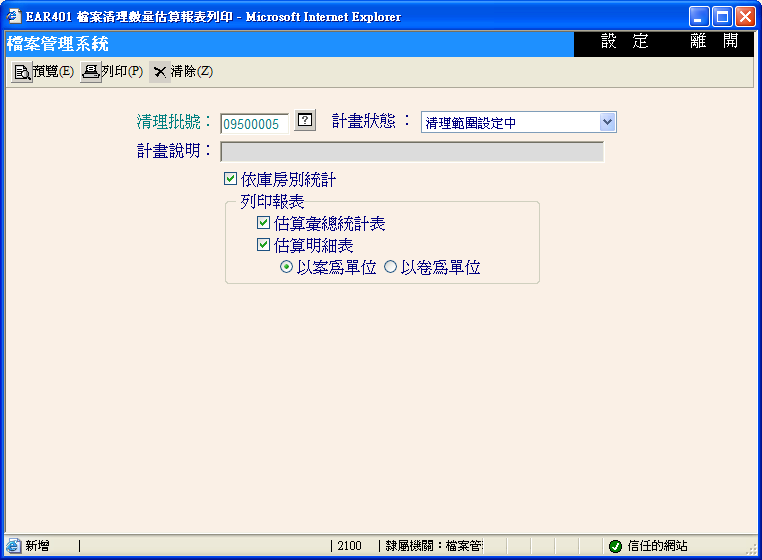 EAR401 檔案清理數量估算報表列印 - Microsoft Internet Explorer
檔案管理系統 設 定 離 開
預覽(E) 列印(P) 清除(Z)
清理批號： 09500005 ? 計畫狀態 ： 清理範圍設定中
計畫說明：
依庫房別統計
列印報表
估算彙總統計表
估算明細表
以案為單位 以卷為單位
新增 | | 2100 | 隸屬機關：檔案管 信任的網站